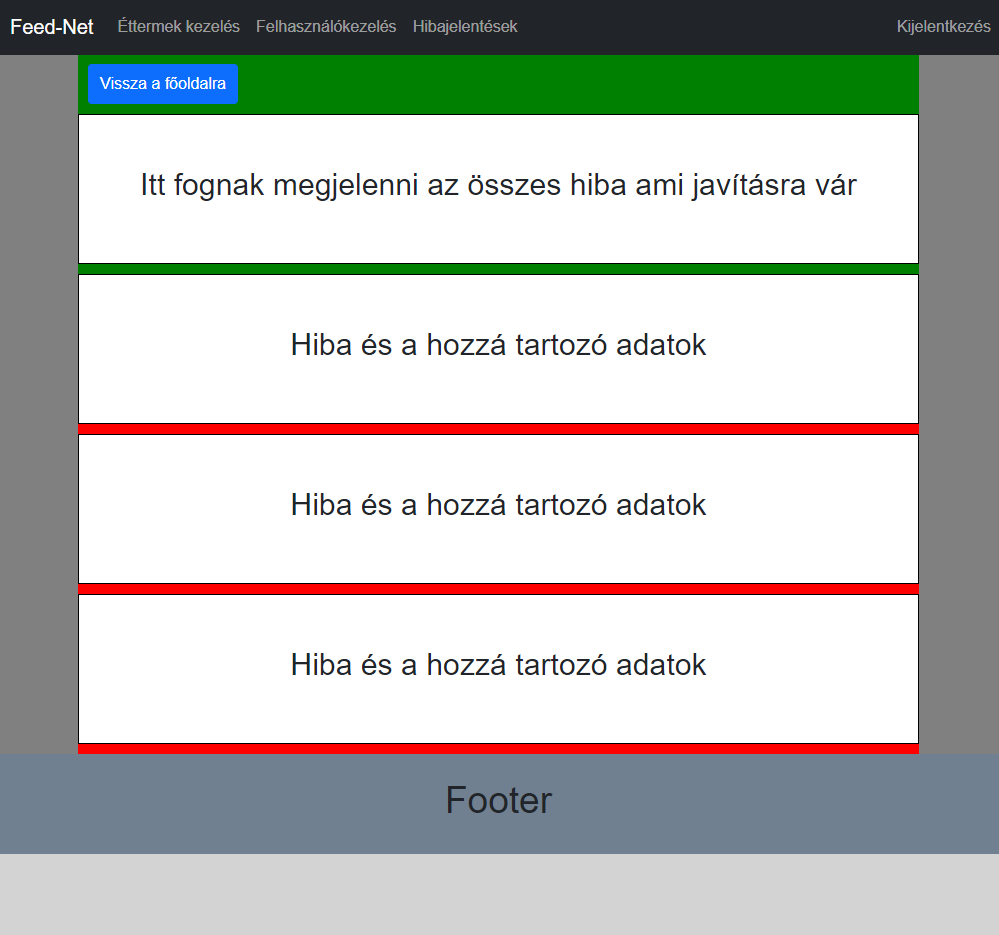 Feed-Net Éttermek kezelés Felhasználókezelés Hibajelentések Kijelentkezés
Vissza a főoldalra
Itt fognak megjelenni az összes hiba ami javításra vár
Hiba és a hozzá tartozó adatok
Hiba és a hozzá tartozó adatok
Hiba és a hozzá tartozó adatok
Footer